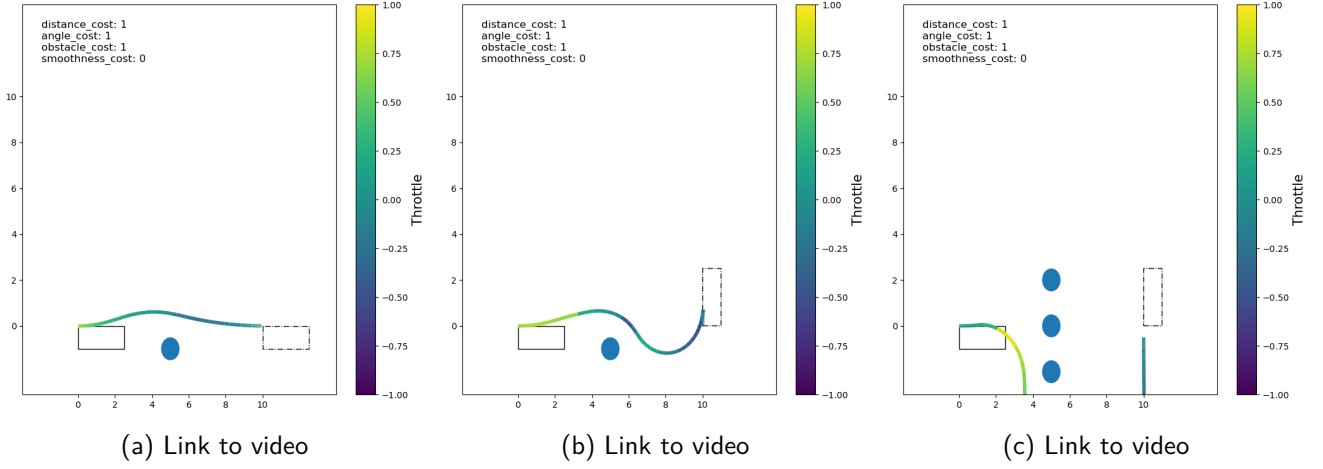 distance_cost: 1
angle_cost: 1
obstacle_cost: 1
smoothness_cost: 0
10
8
6
4
2
0
0 2 4 6 8 10
1.00
0.75
0.50
0.25
0.00
−0.25
−0.50
−0.75
−1.00
Throttle
(a) Link to video
distance_cost: 1
angle_cost: 1
obstacle_cost: 1
smoothness_cost: 0
10
8
6
4
2
0
0 2 4 6 8 10
1.00
0.75
0.50
0.25
0.00
−0.25
−0.50
−0.75
−1.00
Throttle
(b) Link to video
distance_cost: 1
angle_cost: 1
obstacle_cost: 1
smoothness_cost: 0
10
8
6
4
2
0
0 2 4 6 8 10
1.00
0.75
0.50
0.25
0.00
−0.25
−0.50
−0.75
−1.00
Throttle
(c) Link to video